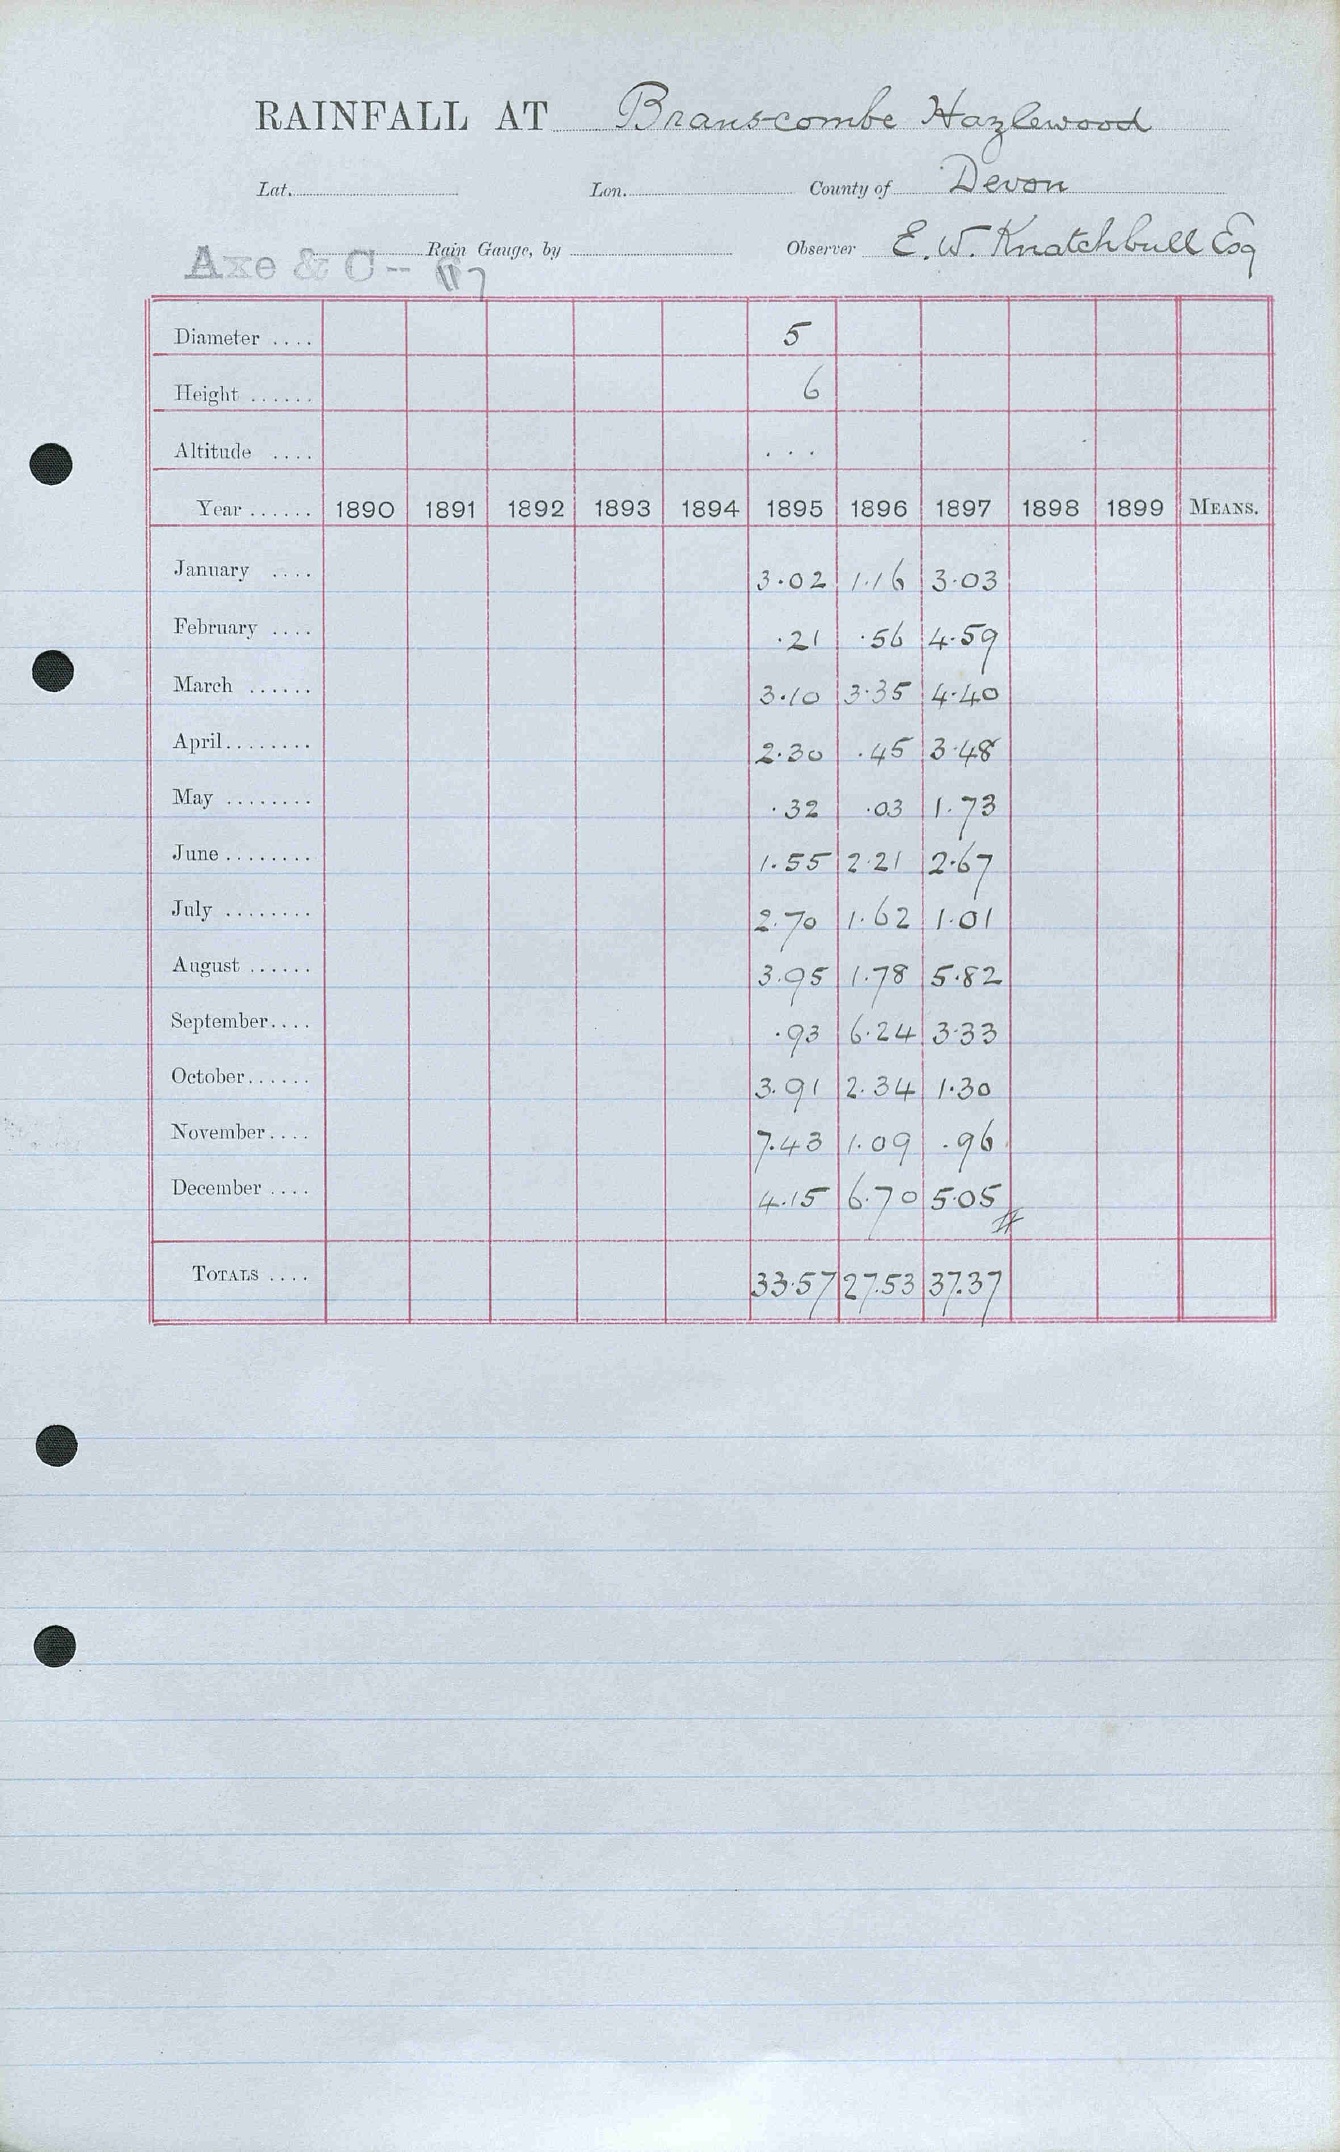 RAINFALL AT Branscombe Hazlewood
Lat. Lon. County of Devon
Axe & C - Rain Gauge, by Observer E. W. Knatchbull Esq
Diameter .... 5
Height ...... 6
Altitude .... ...
Year ...... 1890 1891 1892 1893 1894 1895 1896 1897 1898 1899 MEANS.
January .... 3.02 1.16 3.03
February .... .21 .56 4.59
March ...... 3.10 3.35 4.40
April........ 2.30 .45 3.48
May ........ .32 .03 1.73
June ........ 1.55 2.21 2.67
July ........ 2.70 1.62 1.01
August ...... 3.95 1.78 5.82
September.... .93 6.24 3.33
October...... 3.91 2.34 1.30
November.... 7.43 1.09 .96
December .... 4.15 6.70 5.05
TOTALS .... 33.57 27.53 37.37